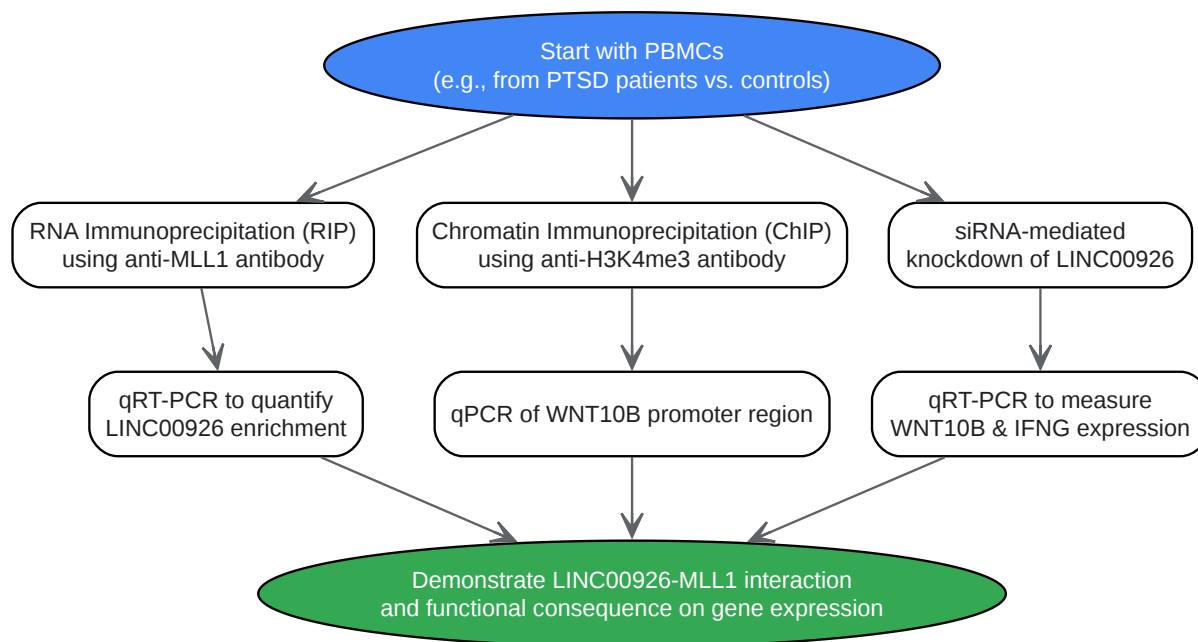 Start with PBMCs
(e.g., from PTSD patients vs. controls)
RNA Immunoprecipitation (RIP)
using anti-MLL1 antibody
Chromatin Immunoprecipitation (ChIP)
using anti-H3K4me3 antibody
siRNA-mediated
knockdown of LINC00926
qRT-PCR to quantify
LINC00926 enrichment
qPCR of WNT10B promoter region
qRT-PCR to measure
WNT10B & IFNG expression
Demonstrate LINC00926-MLL1 interaction
and functional consequence on gene expression